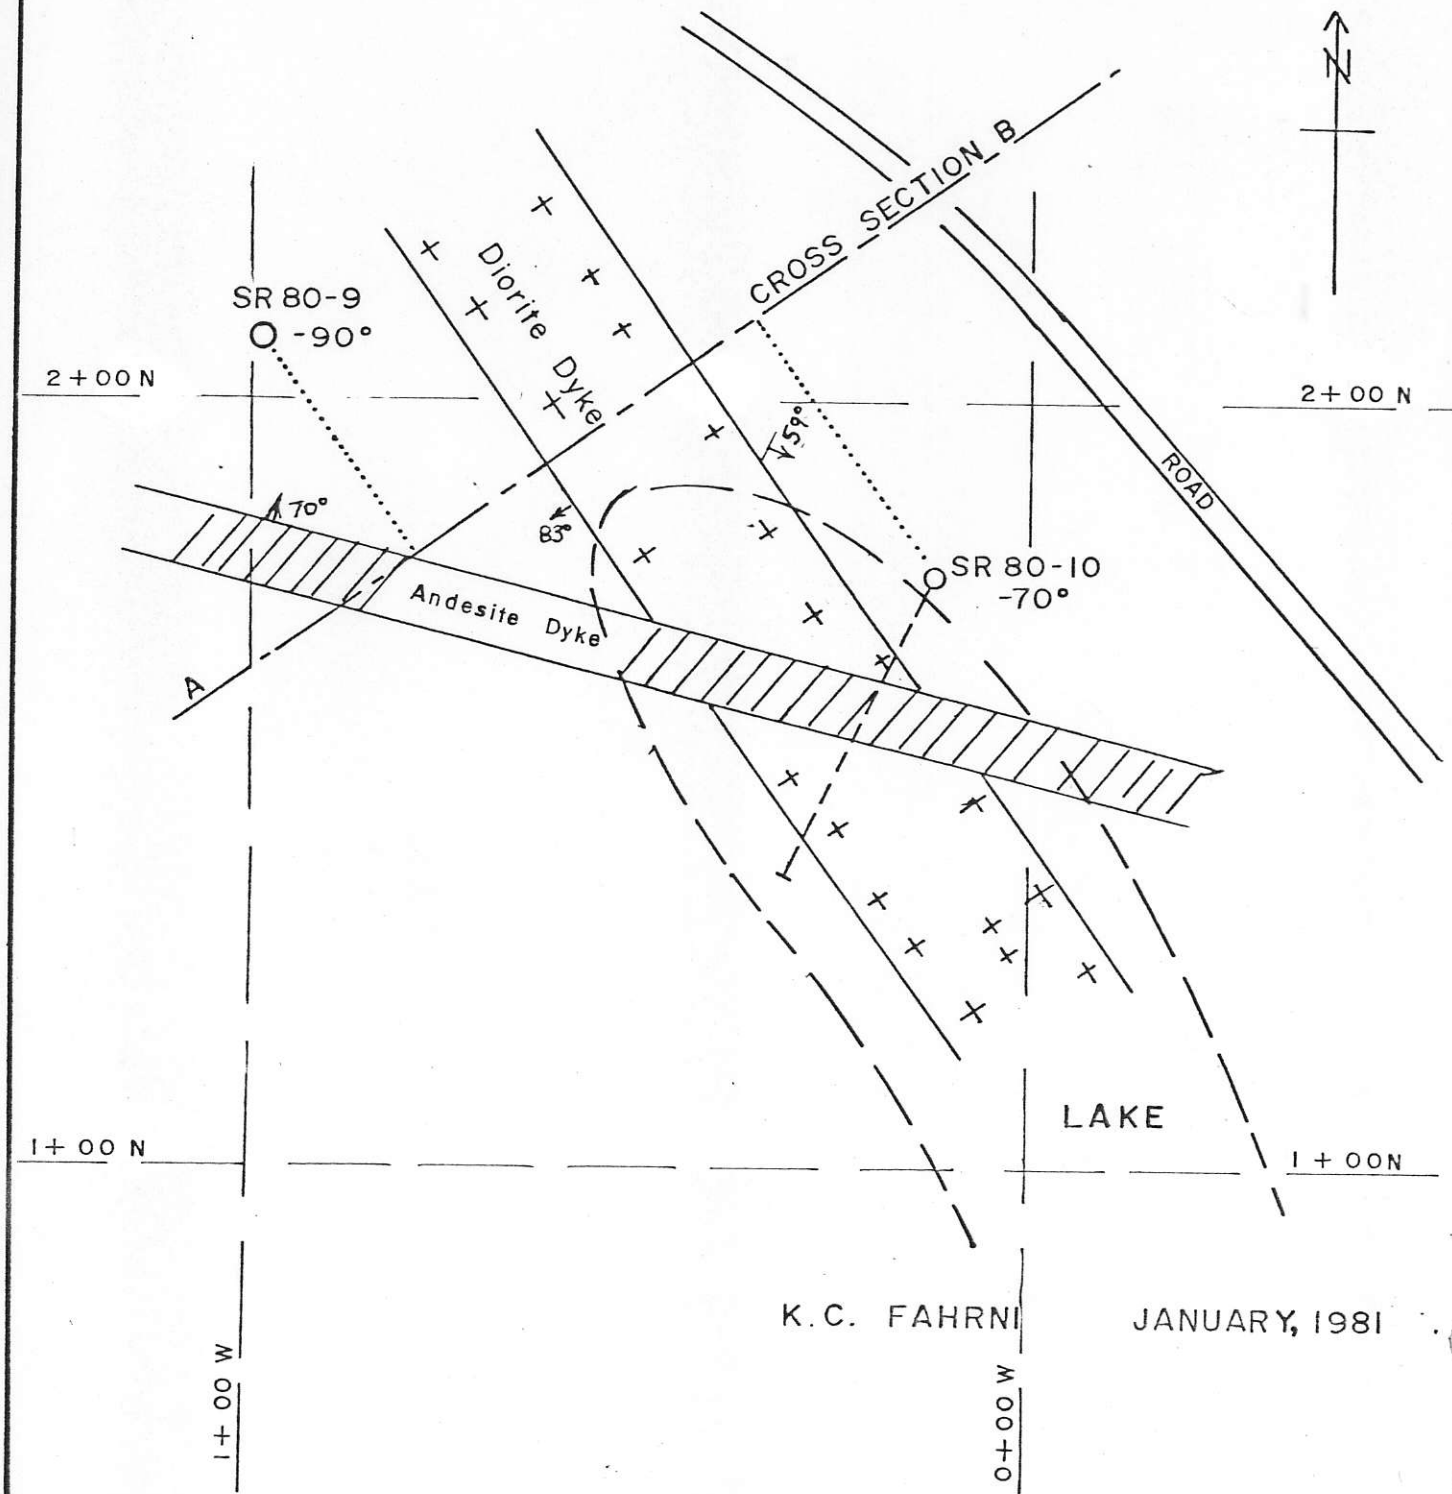 N
CROSS SECTION B
SR 80-9
-90°
Diorite Dyke
2+00 N
2+00 N
59°
ROAD
70°
83°
SR 80-10
-70°
Andesite Dyke
A
LAKE
1+00 N
1+00N
K.C. FAHRNI
JANUARY, 1981
1+00 W
0+00 W